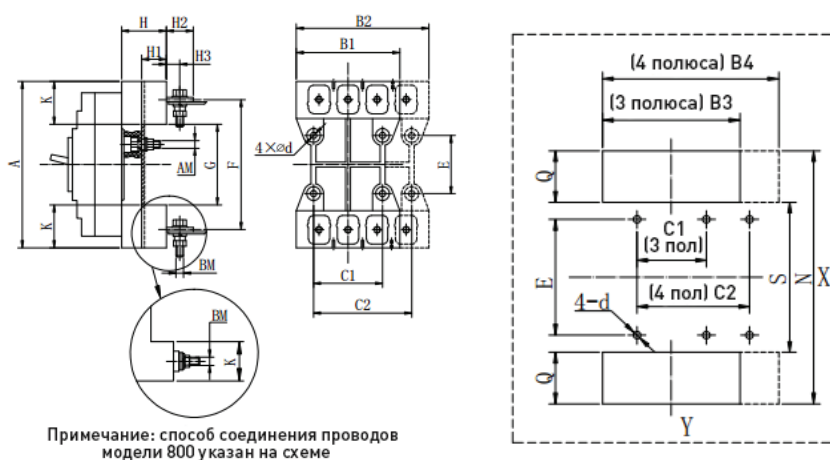 H
H2
H1
H3
K
A
AM
G
F
K
BM
BM
K
B2
B1
4×ød
E
C1
C2
Примечание: способ соединения проводов
модели 800 указан на схеме
(4 полюса) B4
(3 полюса) B3
Q
C1
(3 пол)
E
S
N
X
(4 пол) C2
4-d
Q
Y